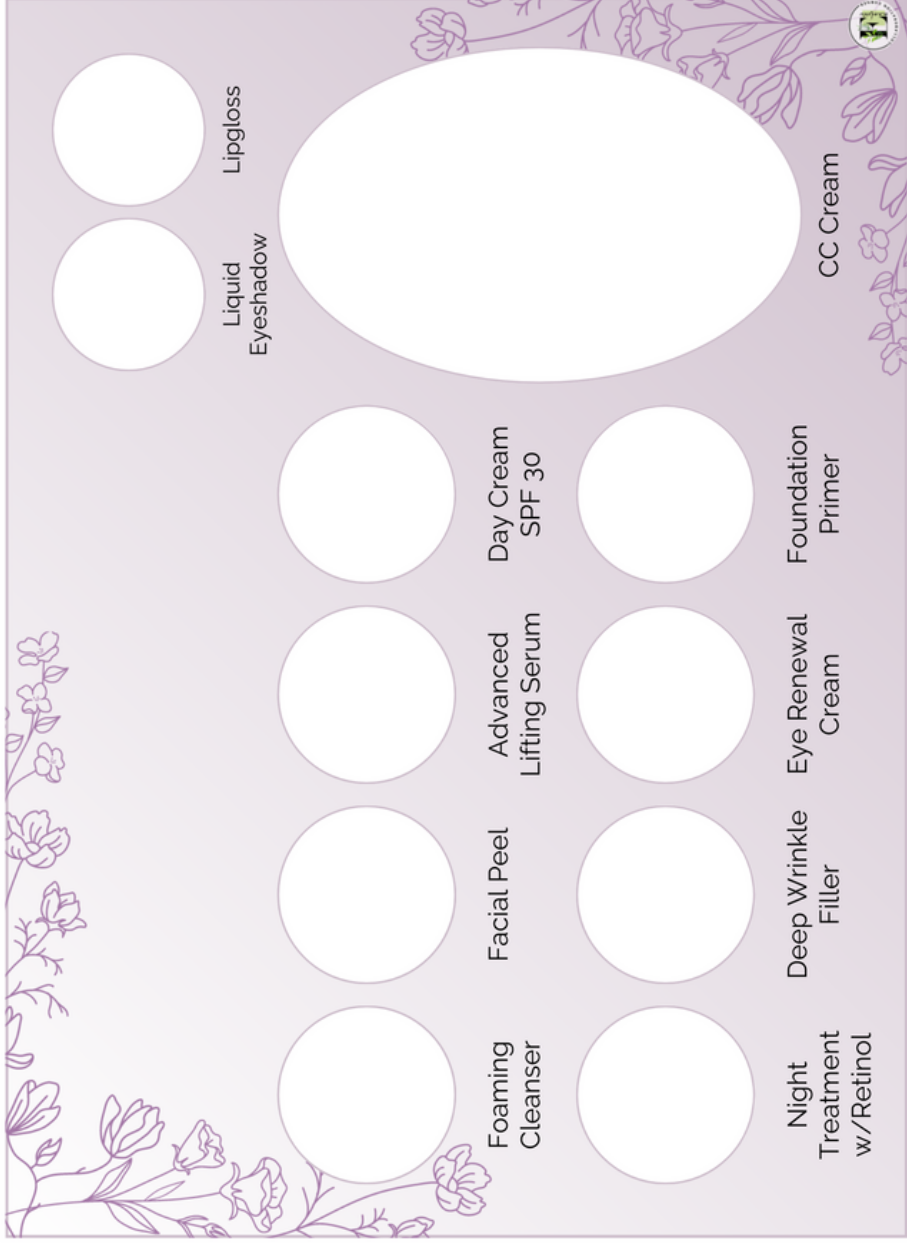 Liquid
Eyeshadow
Lipgloss
Foaming
Cleanser
Facial Peel
Advanced
Lifting Serum
Day Cream
SPF 30
Night
Treatment
w/Retinol
Deep Wrinkle
Filler
Eye Renewal
Cream
Foundation
Primer
CC Cream